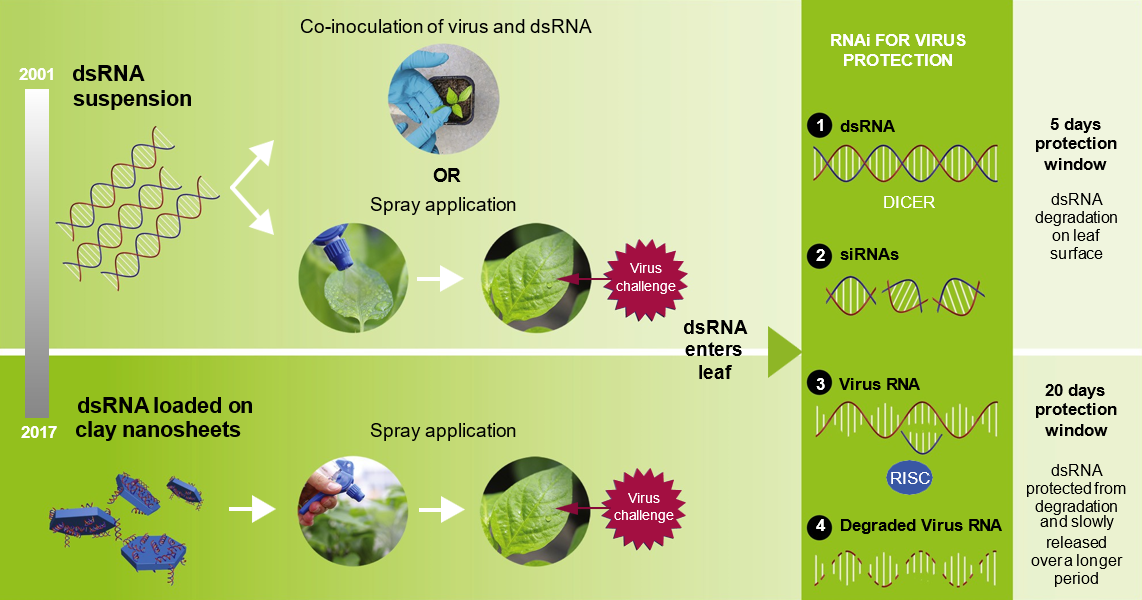 2001
dsRNA
suspension
Co-inoculation of virus and dsRNA
OR
Spray application
Virus
challenge
dsRNA
enters
leaf
2017
dsRNA loaded on
clay nanosheets
Spray application
Virus
challenge
RNAi FOR VIRUS
PROTECTION
1 dsRNA
DICER
2 siRNAs
3 Virus RNA
RISC
4 Degraded Virus RNA
5 days
protection
window
dsRNA
degradation
on leaf
surface
20 days
protection
window
dsRNA
protected from
degradation
and slowly
released
over a longer
period